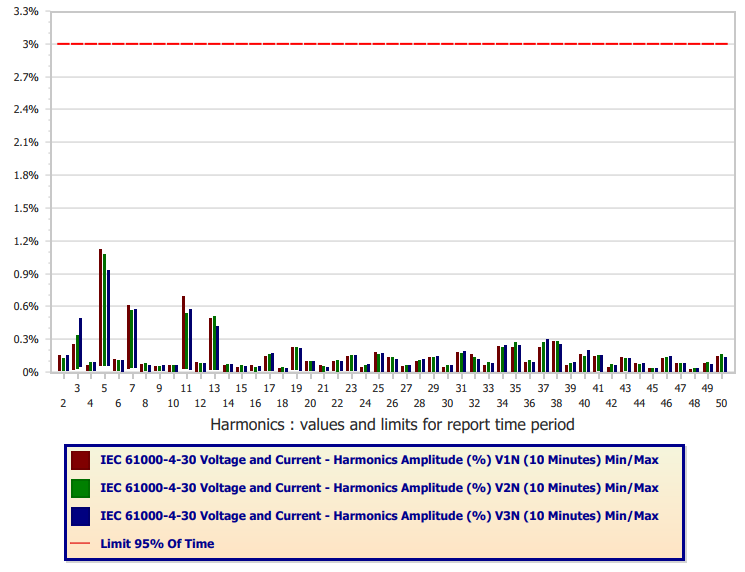 3.3%
3%
2.7%
2.4%
2.1%
1.8%
1.5%
1.2%
0.9%
0.6%
0.3%
0%
3 5 7 9 11 13 15 17 19 21 23 25 27 29 31 33 35 37 39 41 43 45 47 49
2 4 6 8 10 12 14 16 18 20 22 24 26 28 30 32 34 36 38 40 42 44 46 48 50
Harmonics : values and limits for report time period
IEC 61000-4-30 Voltage and Current - Harmonics Amplitude (%) V1N (10 Minutes) Min/Max
IEC 61000-4-30 Voltage and Current - Harmonics Amplitude (%) V2N (10 Minutes) Min/Max
IEC 61000-4-30 Voltage and Current - Harmonics Amplitude (%) V3N (10 Minutes) Min/Max
Limit 95% Of Time